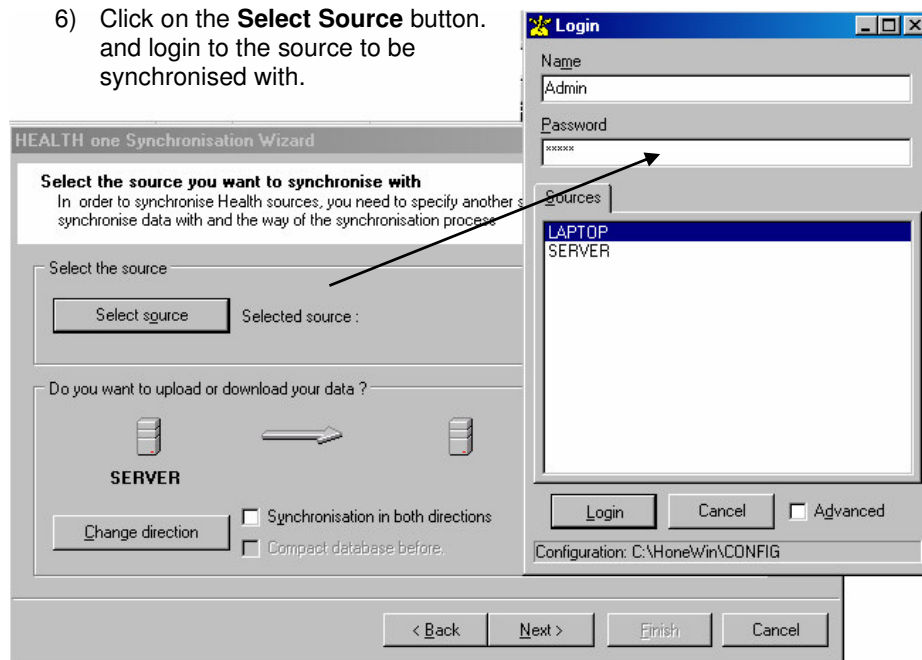 6) Click on the Select Source button.
and login to the source to be
synchronised with.
HEALTH one Synchronisation Wizard
Select the source you want to synchronise with
In order to synchronise Health sources, you need to specify another s
synchronise data with and the way of the synchronisation process
Select the source
Select source
Selected source :
Do you want to upload or download your data ?
SERVER
Change direction
Synchronisation in both directions
Compact database before.
< Back
Next >
Finish
Cancel
Login
Name
Admin
Password
xxxxx
Sources
LAPTOP
SERVER
Login
Cancel
Advanced
Configuration: C:\HoneWin\CONFIG